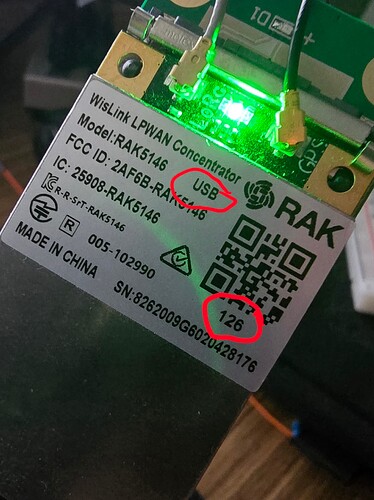 WisLink LPWAN Concentrator
Model:RAK5146
USB
FCC ID: 2AF6B-RAK5146
IC: 25908-RAK5146
RAK
R-R-SrT-RAK5146
R
005-102990
MADE IN CHINA
126
SN:8262009G6020428176
GPS